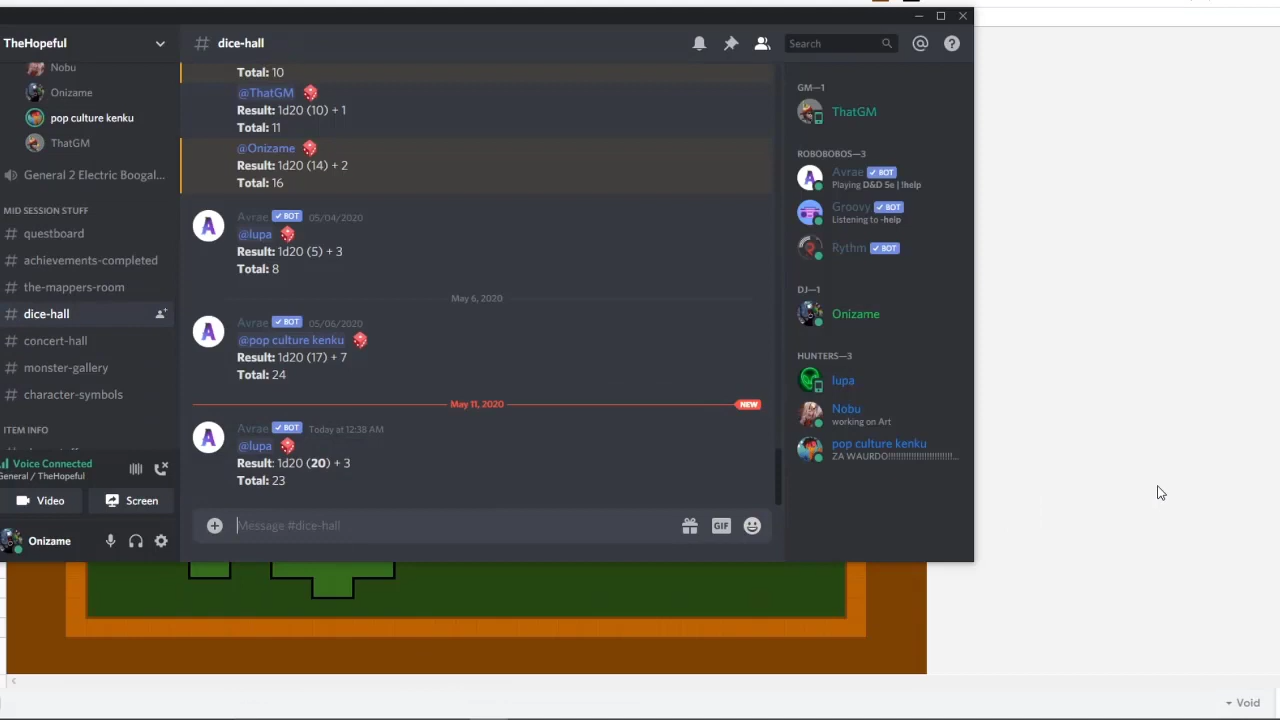 TheHopeful
Nobu
Onizame
pop culture kenku
ThatGM
General 2 Electric Boogal...
MID SESSION STUFF
# questboard
# achievements-completed
# the-mappers-room
# dice-hall
# concert-hall
# monster-gallery
# character-symbols
ITEM INFO
Voice Connected
General / TheHopeful
Video
Screen
Onizame
# dice-hall
Search
Total: 10
@ThatGM
Result: 1d20 (10) + 1
Total: 11
@Onizame
Result: 1d20 (14) + 2
Total: 16
Avrae BOT 05/04/2020
@lupa
Result: 1d20 (5) + 3
Total: 8
May 6, 2020
Avrae BOT 05/06/2020
@pop culture kenku
Result: 1d20 (17) + 7
Total: 24
May 11, 2020 NEW
Avrae BOT Today at 12:38 AM
@lupa
Result: 1d20 (20) + 3
Total: 23
Message #dice-hall
GIF
GM—1
ThatGM
ROBOBOBOS—3
Avrae BOT
Playing D&D 5e | !help
Groovy BOT
Listening to -help
Rythm BOT
DJ—1
Onizame
HUNTERS—3
lupa
Nobu
working on Art
pop culture kenku
Void